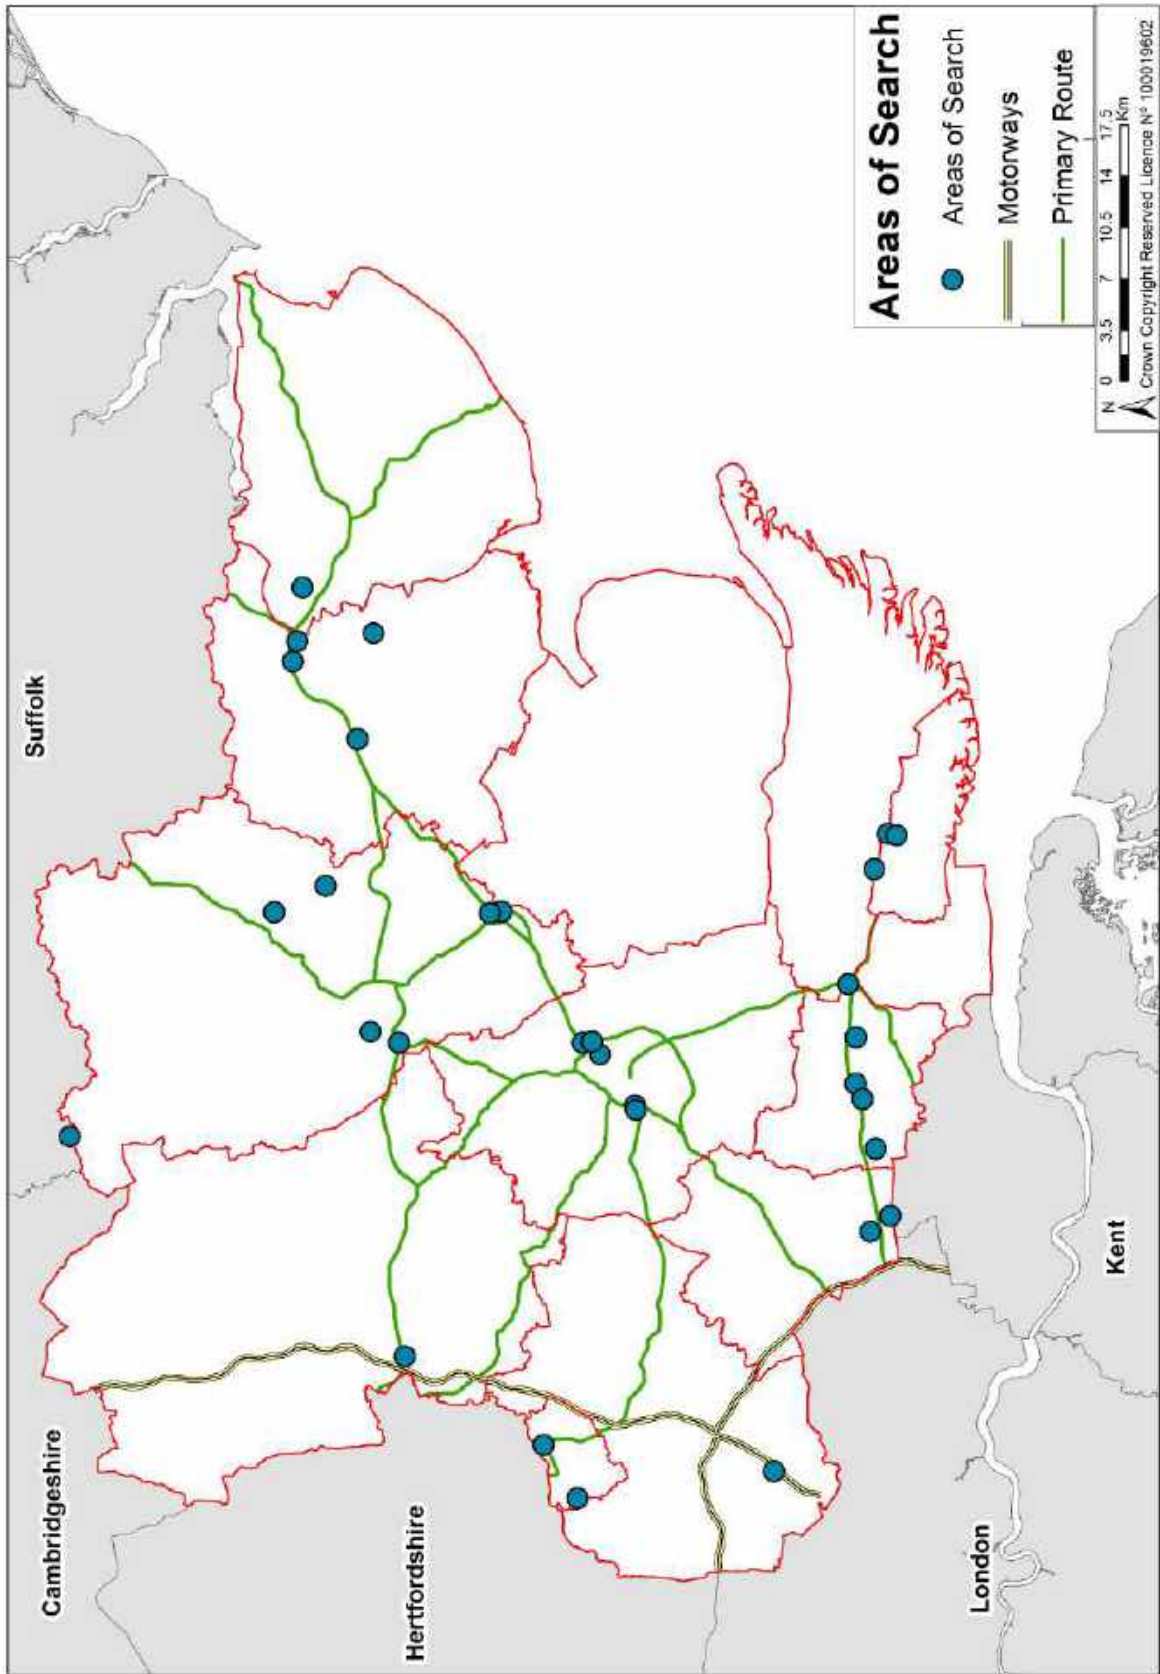 Cambridgeshire
Suffolk
Hertfordshire
London
Kent
Areas of Search
Areas of Search
Motorways
Primary Route
N
0 3.5 7 10.5 14 17.5
Km
Crown Copyright Reserved Licence Nº 100019602